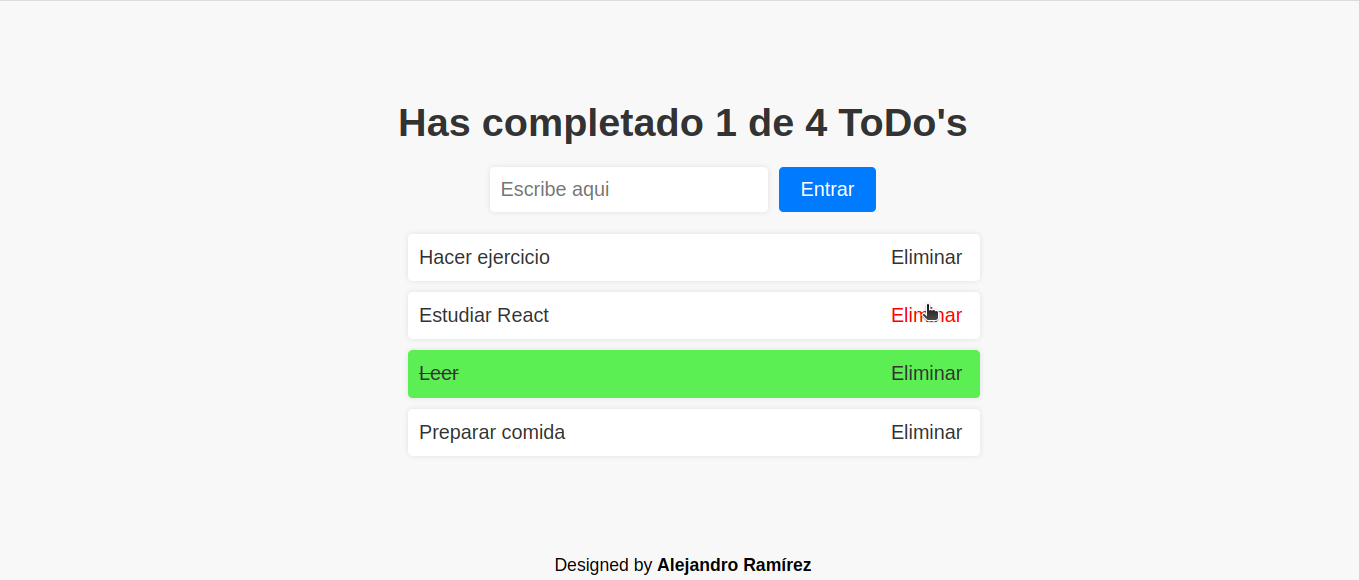 Has completado 1 de 4 ToDo's
Escribe aqui Entrar
Hacer ejercicio Eliminar
Estudiar React Eliminar
Leer Eliminar
Preparar comida Eliminar
Designed by Alejandro Ramírez